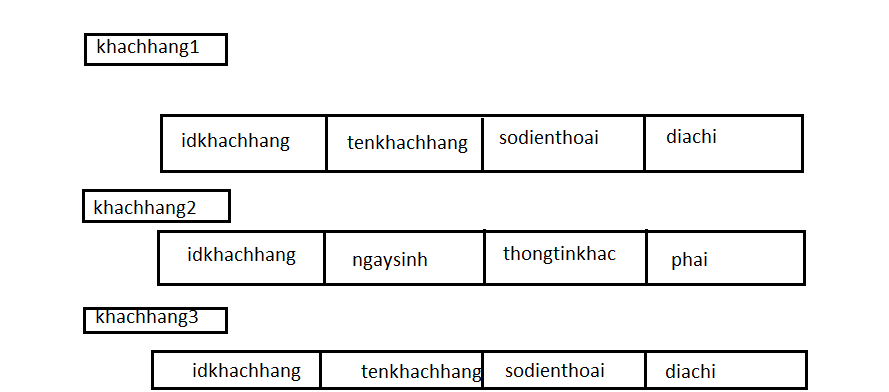 khachhang1
idkhachhang tenkhachhang sodienthoai diachi
khachhang2
idkhachhang ngaysinh thongtinkhac phai
khachhang3
idkhachhang tenkhachhang sodienthoai diachi